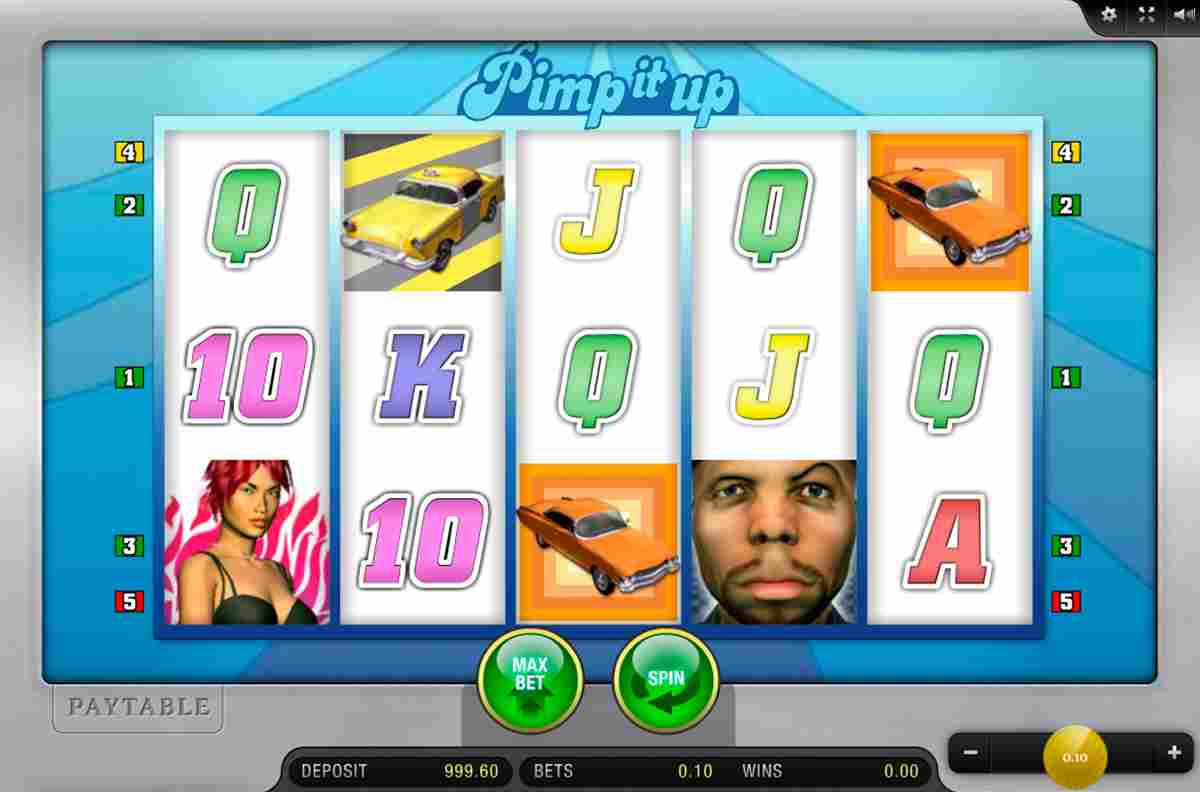 Pimp it up
4 4
2 Q J Q 2
1 10 K Q J Q 1
3 10 A 3
5 5
MAX
BET
SPIN
PAYTABLE
DEPOSIT 999.60 BETS 0.10 WINS 0.00
- 0.10 +